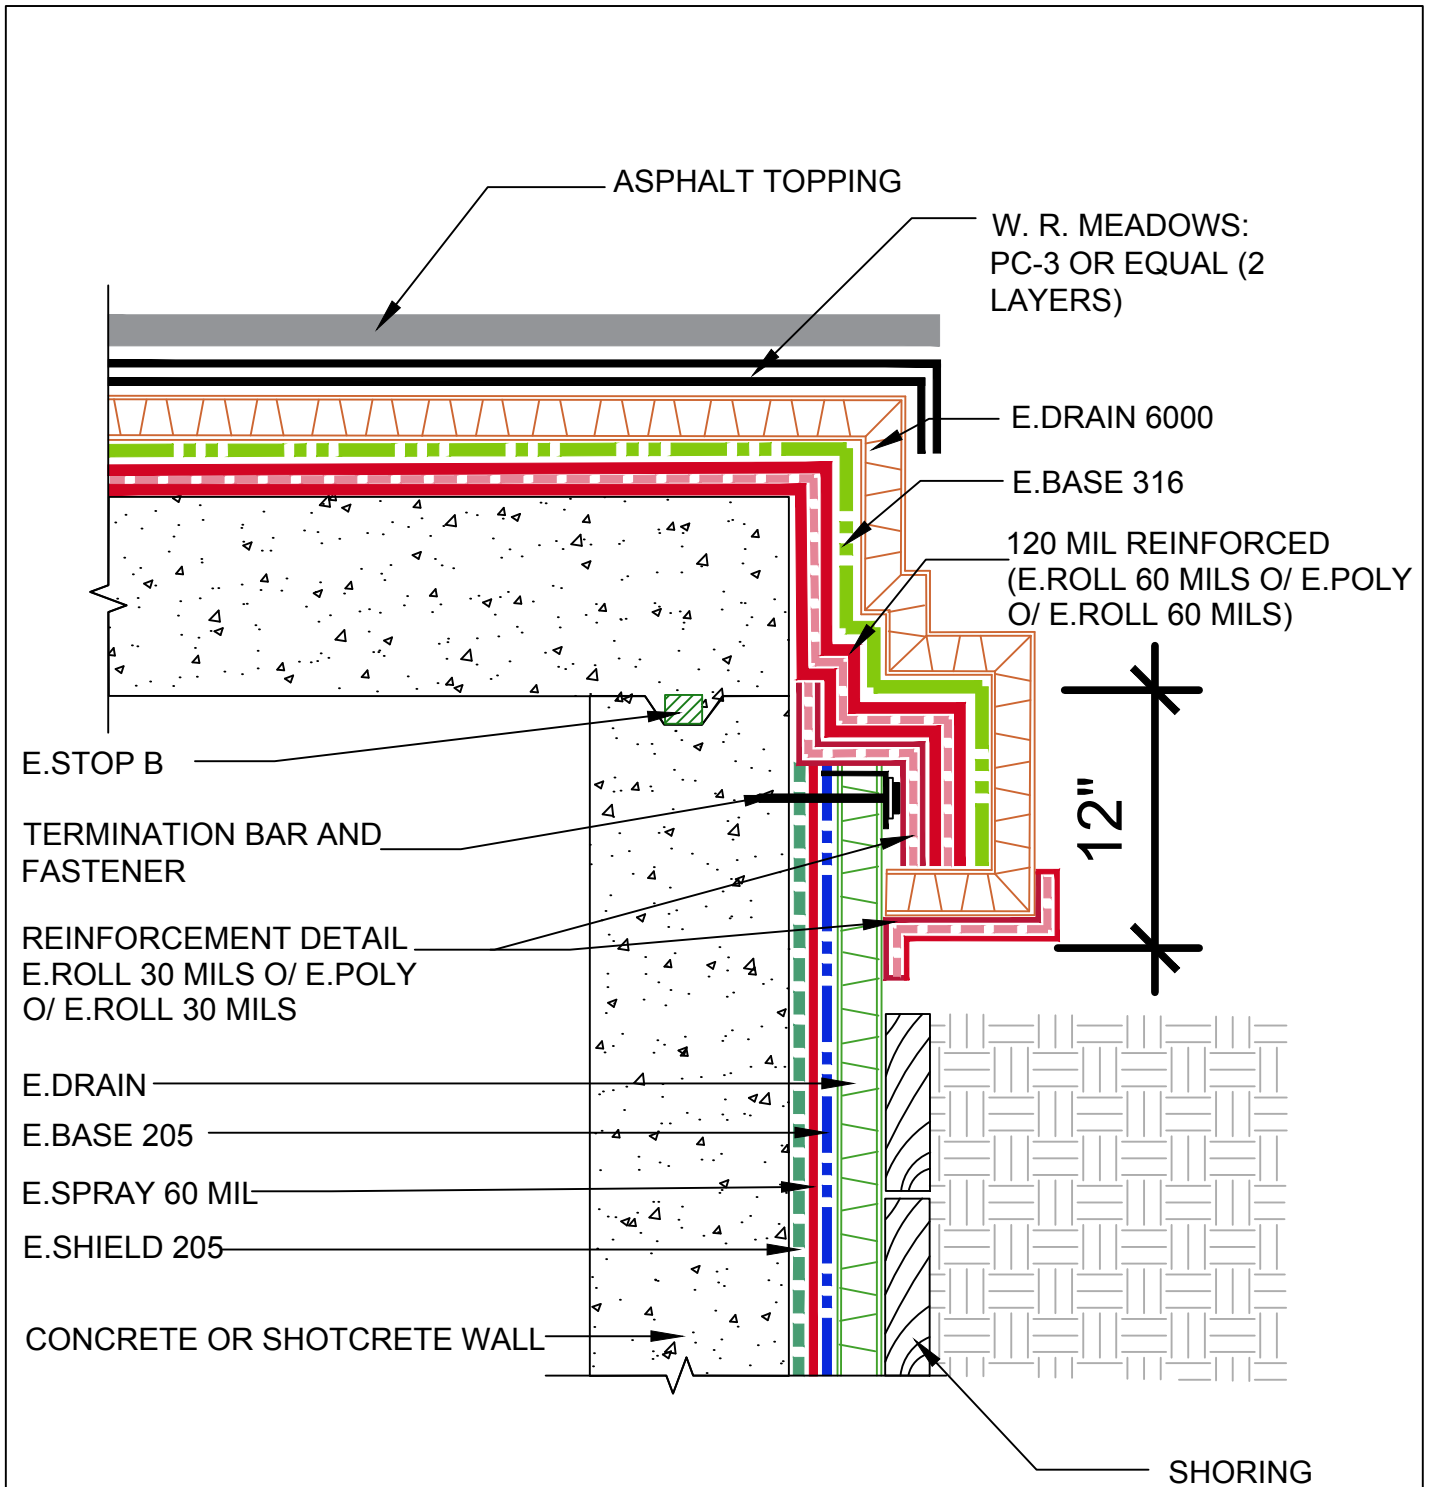 ASPHALT TOPPING
W. R. MEADOWS:
PC-3 OR EQUAL (2
LAYERS)
E.DRAIN 6000
E.BASE 316
120 MIL REINFORCED
(E.ROLL 60 MILS O/ E.POLY
O/ E.ROLL 60 MILS)
12"
E.STOP B
TERMINATION BAR AND
FASTENER
REINFORCEMENT DETAIL
E.ROLL 30 MILS O/ E.POLY
O/ E.ROLL 30 MILS
E.DRAIN
E.BASE 205
E.SPRAY 60 MIL
E.SHIELD 205
CONCRETE OR SHOTCRETE WALL
SHORING